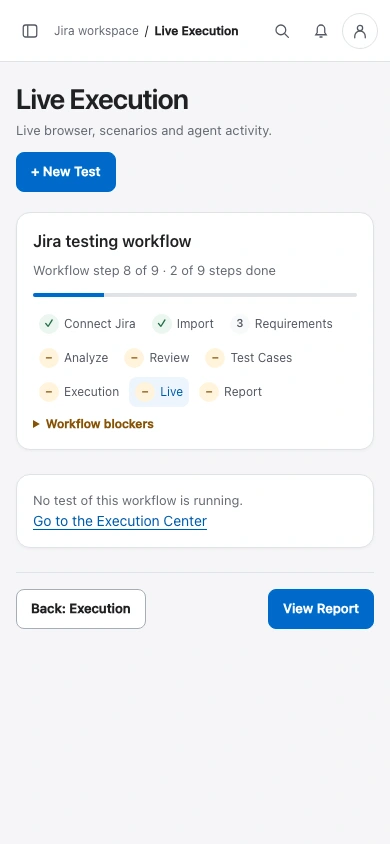 Jira workspace / Live Execution
Live Execution
Live browser, scenarios and agent activity.
+ New Test
Jira testing workflow
Workflow step 8 of 9 · 2 of 9 steps done
Connect Jira Import 3 Requirements
Analyze Review Test Cases
Execution Live Report
Workflow blockers
No test of this workflow is running.
Go to the Execution Center
Back: Execution View Report